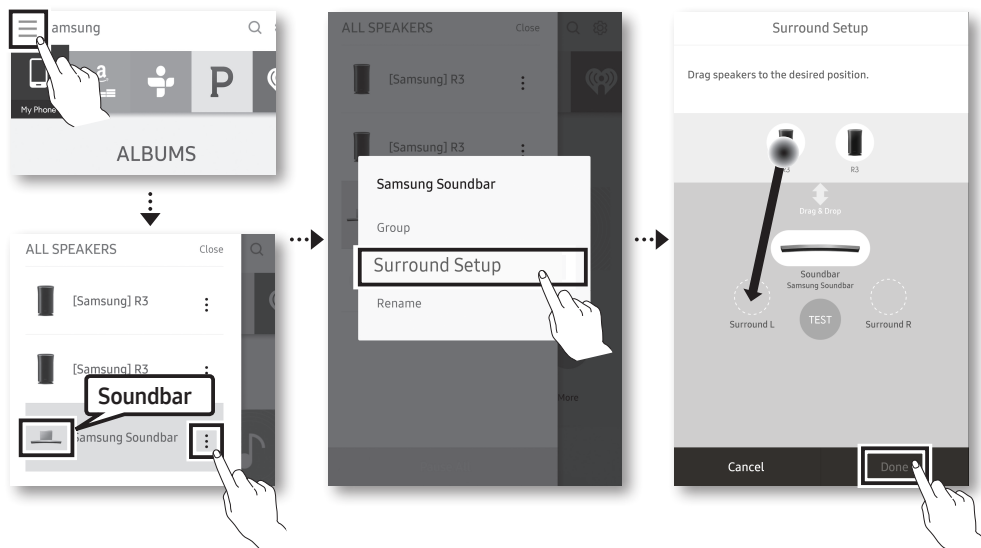 amsung
a
P
My Phone
ALBUMS
ALL SPEAKERS
Close
[Samsung] R3
[Samsung] R3
Soundbar
Samsung Soundbar
ALL SPEAKERS
Close
[Samsung] R3
[Samsung] R3
Samsung Soundbar
Group
Surround Setup
Rename
More
Surround Setup
Drag speakers to the desired position.
R3
R3
Drag & Drop
Soundbar
Samsung Soundbar
Surround L
TEST
Surround R
Cancel
Done